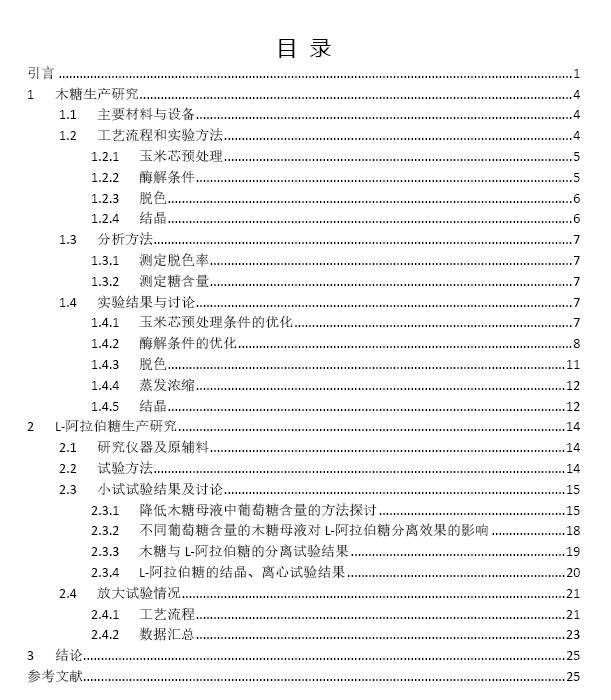 目 录
引言 1
1 木糖生产研究 4
1.1 主要材料与设备 4
1.2 工艺流程和实验方法 4
1.2.1 玉米芯预处理 5
1.2.2 酶解条件 5
1.2.3 脱色 6
1.2.4 结晶 6
1.3 分析方法 7
1.3.1 测定脱色率 7
1.3.2 测定糖含量 7
1.4 实验结果与讨论 7
1.4.1 玉米芯预处理条件的优化 7
1.4.2 酶解条件的优化 8
1.4.3 脱色 11
1.4.4 蒸发浓缩 12
1.4.5 结晶 12
2 L-阿拉伯糖生产研究 14
2.1 研究仪器及原辅料 14
2.2 试验方法 14
2.3 小试试验结果及讨论 15
2.3.1 降低木糖母液中葡萄糖含量的方法探讨 15
2.3.2 不同葡萄糖含量的木糖母液对 L-阿拉伯糖分离效果的影响 18
2.3.3 木糖与 L-阿拉伯糖的分离试验结果 19
2.3.4 L-阿拉伯糖的结晶、离心试验结果 20
2.4 放大试验情况 21
2.4.1 工艺流程 21
2.4.2 数据汇总 23
3 结论 25
参考文献 25